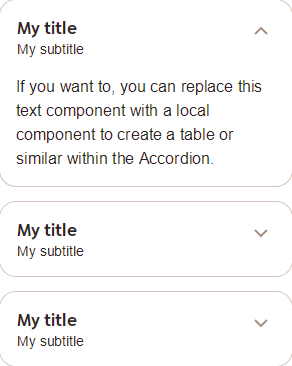 My title
My subtitle
If you want to, you can replace this
text component with a local
component to create a table or
similar within the Accordion.
My title
My subtitle
My title
My subtitle